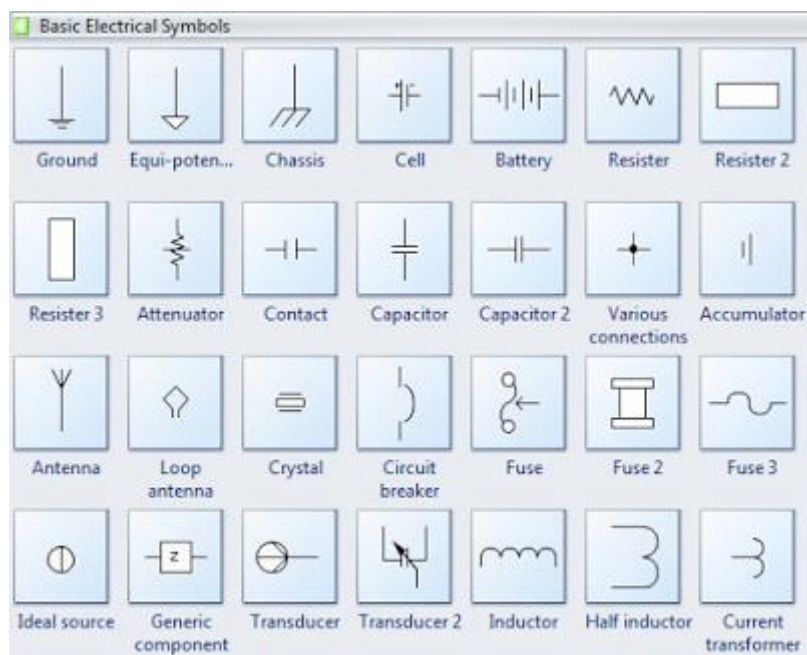 Basic Electrical Symbols
Ground Equi-poten... Chassis Cell Battery Resister Resister 2
Resister 3 Attenuator Contact Capacitor Capacitor 2 Various connections Accumulator
Antenna Loop antenna Crystal Circuit breaker Fuse Fuse 2 Fuse 3
z
Ideal source Generic component Transducer Transducer 2 Inductor Half inductor Current transformer